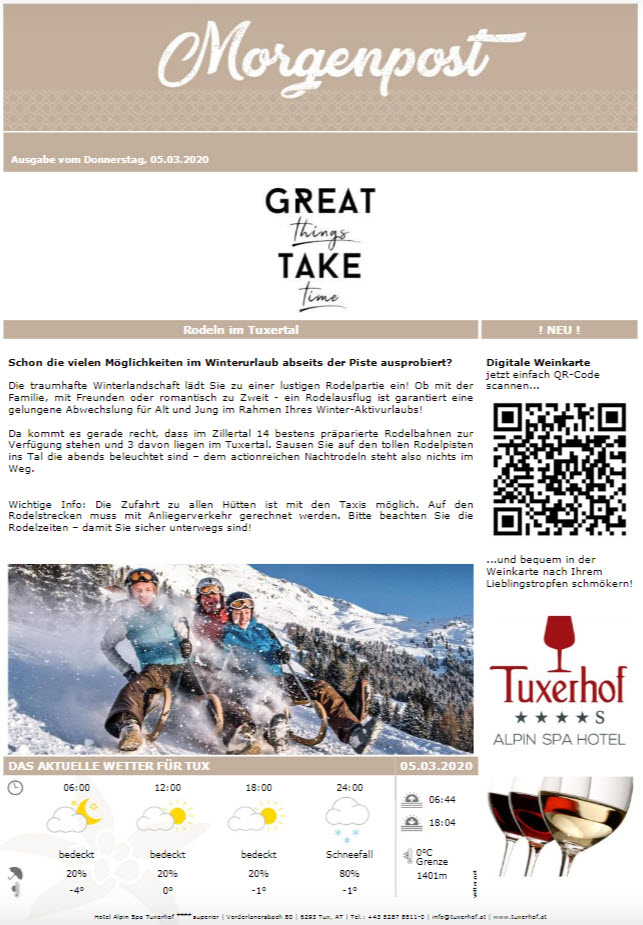 Morgenpost
Ausgabe vom Donnerstag, 05.03.2020
GREAT
things
TAKE
time
Rodeln im Tuxertal
! NEU !
Schon die vielen Möglichkeiten im Winterurlaub abseits der Piste ausprobiert?
Die traumhafte Winterlandschaft lädt Sie zu einer lustigen Rodelpartie ein! Ob mit der
Familie, mit Freunden oder romantisch zu Zweit - ein Rodelausflug ist garantiert eine
gelungene Abwechslung für Alt und Jung im Rahmen Ihres Winter-Aktivurlaubs!
Da kommt es gerade recht, dass im Zillertal 14 bestens präparierte Rodelbahnen zur
Verfügung stehen und 3 davon liegen im Tuxertal. Sausen Sie auf den tollen Rodelpisten
ins Tal die abends beleuchtet sind – dem actionreichen Nachtrodeln steht also nichts im
Weg.
Wichtige Info: Die Zufahrt zu allen Hütten ist mit den Taxis möglich. Auf den
Rodelstrecken muss mit Anliegerverkehr gerechnet werden. Bitte beachten Sie die
Rodelzeiten – damit Sie sicher unterwegs sind!
Digitale Weinkarte
jetzt einfach QR-Code
scannen...
...und bequem in der
Weinkarte nach Ihrem
Lieblingstropfen schmökern!
Tuxerhof
★ ★ ★ ★ S
ALPIN SPA HOTEL
DAS AKTUELLE WETTER FÜR TUX 05.03.2020
06:00 12:00 18:00 24:00
06:44
18:04
bedeckt bedeckt bedeckt Schneefall
0°C
Grenze
1401m
20% 20% 20% 80%
-4° 0° -1° -1°
Hotel Alpin Spa Tuxerhof **** superior | Vorderlanersbach 80 | 6293 Tux, AT | Tel.: +43 5287 8511-0 | info@tuxerhof.at | www.tuxerhof.at